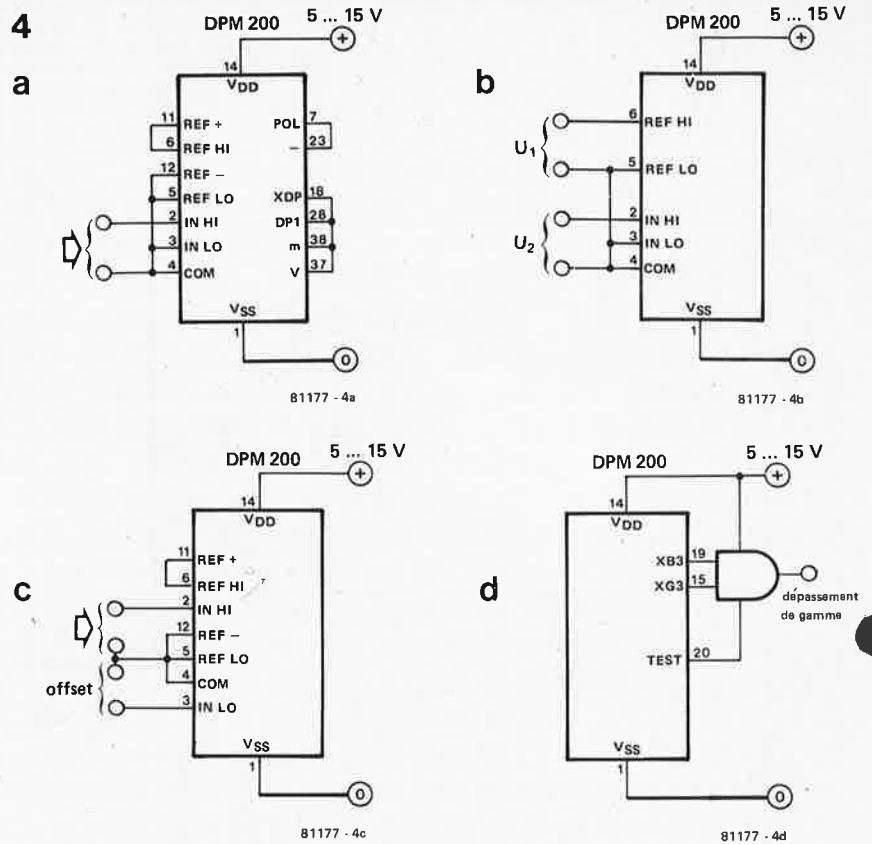 4
a
DPM 200
5 ... 15 V
+
14
VDD
11 REF +
6 REF HI
12 REF −
5 REF LO
2 IN HI
3 IN LO
4 COM
POL 7
− 23
XDP 18
DP1 28
m 38
V 37
VSS
1
0
81177 - 4a
b
DPM 200
5 ... 15 V
+
14
VDD
U1
6 REF HI
5 REF LO
U2
2 IN HI
3 IN LO
4 COM
VSS
1
0
81177 - 4b
c
DPM 200
5 ... 15 V
+
14
VDD
11 REF +
6 REF HI
2 IN HI
12 REF −
5 REF LO
4 COM
offset
3 IN LO
VSS
1
0
81177 - 4c
d
DPM 200
5 ... 15 V
+
14
VDD
XB3 19
XG3 15
dépassement
de gamme
TEST 20
VSS
1
0
81177 - 4d